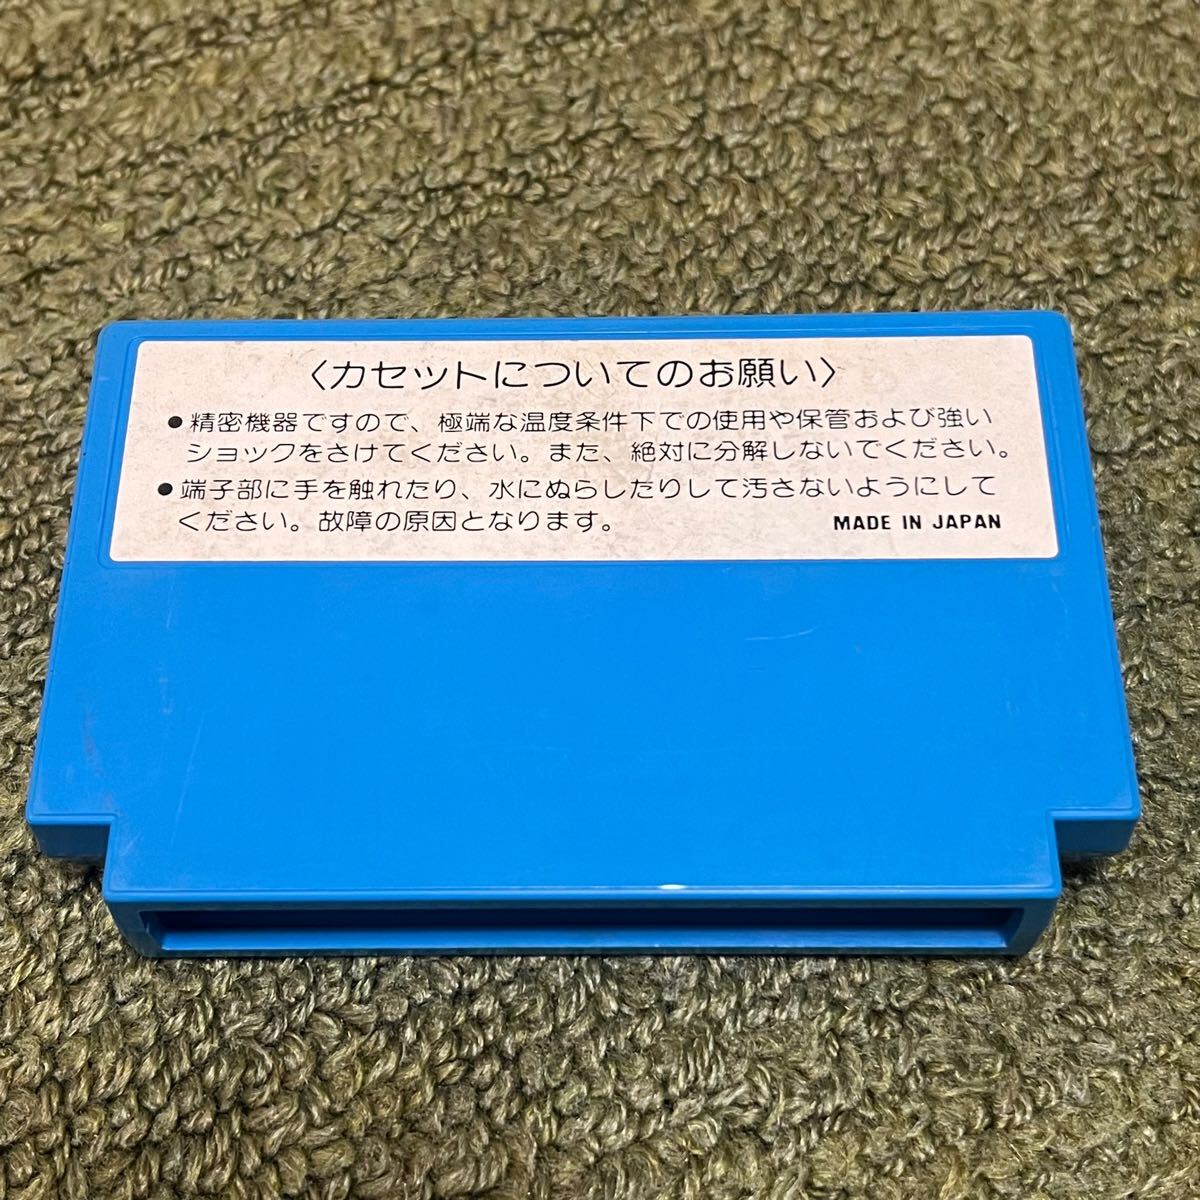 〈カセットについてのお願い〉
●精密機器ですので、極端な温度条件下での使用や保管および強い
ショックをさけてください。また、絶対に分解しないでください。
●端子部に手を触れたり、水にぬらしたりして汚さないようにして
ください。故障の原因となります。
MADE IN JAPAN